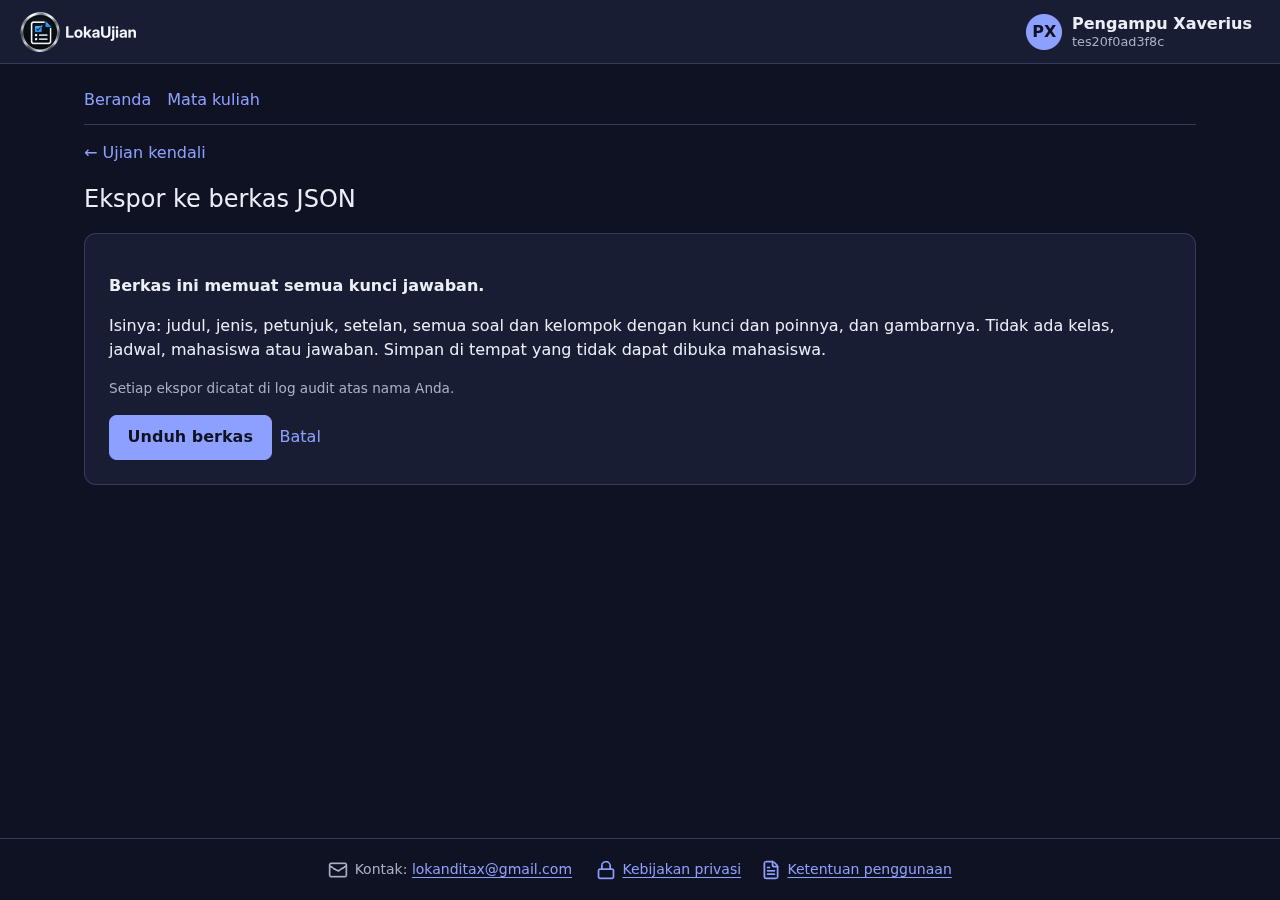 LokaUjian
PX
Pengampu Xaverius
tes20f0ad3f8c
Beranda
Mata kuliah
← Ujian kendali
Ekspor ke berkas JSON
Berkas ini memuat semua kunci jawaban.
Isinya: judul, jenis, petunjuk, setelan, semua soal dan kelompok dengan kunci dan poinnya, dan gambarnya. Tidak ada kelas,
jadwal, mahasiswa atau jawaban. Simpan di tempat yang tidak dapat dibuka mahasiswa.
Setiap ekspor dicatat di log audit atas nama Anda.
Unduh berkas
Batal
Kontak: lokanditax@gmail.com
Kebijakan privasi
Ketentuan penggunaan